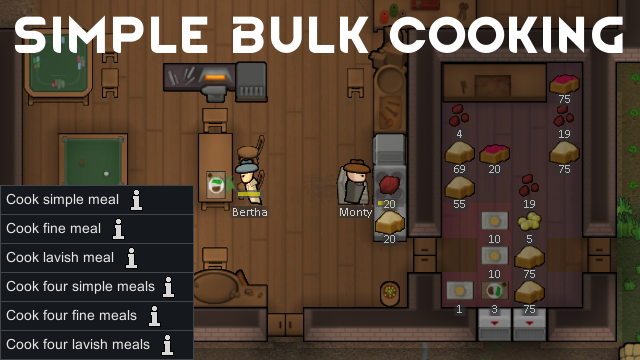 SIMPLE BULK COOKING
75
4
19
69
20
75
55
19
Bertha
Monty
20
20
10
5
10
75
1
3
75
Cook simple meal
Cook fine meal
Cook lavish meal
Cook four simple meals
Cook four fine meals
Cook four lavish meals